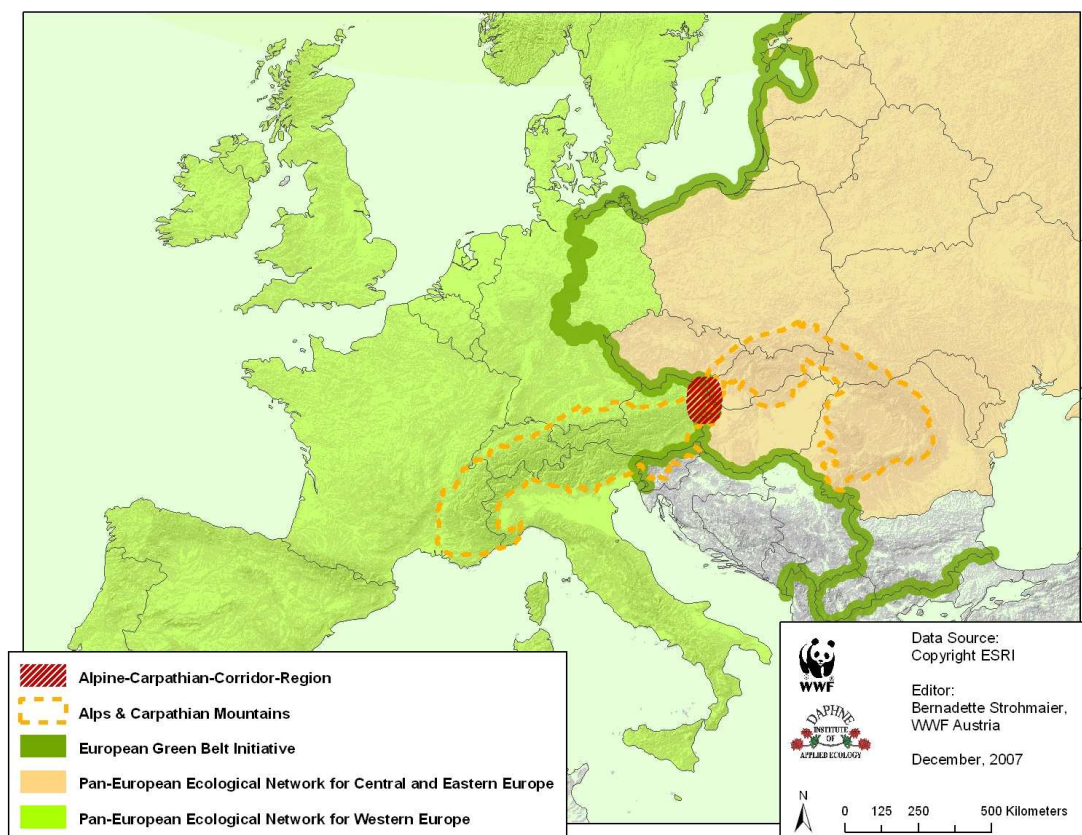 Alpine-Carpathian-Corridor-Region
Alps & Carpathian Mountains
European Green Belt Initiative
Pan-European Ecological Network for Central and Eastern Europe
Pan-European Ecological Network for Western Europe
WWF
DAPHNE
INSTITUTE
OF
APPLIED ECOLOGY
Data Source:
Copyright ESRI
Editor:
Bernadette Strohmaier,
WWF Austria
December, 2007
N
0 125 250 500 Kilometers